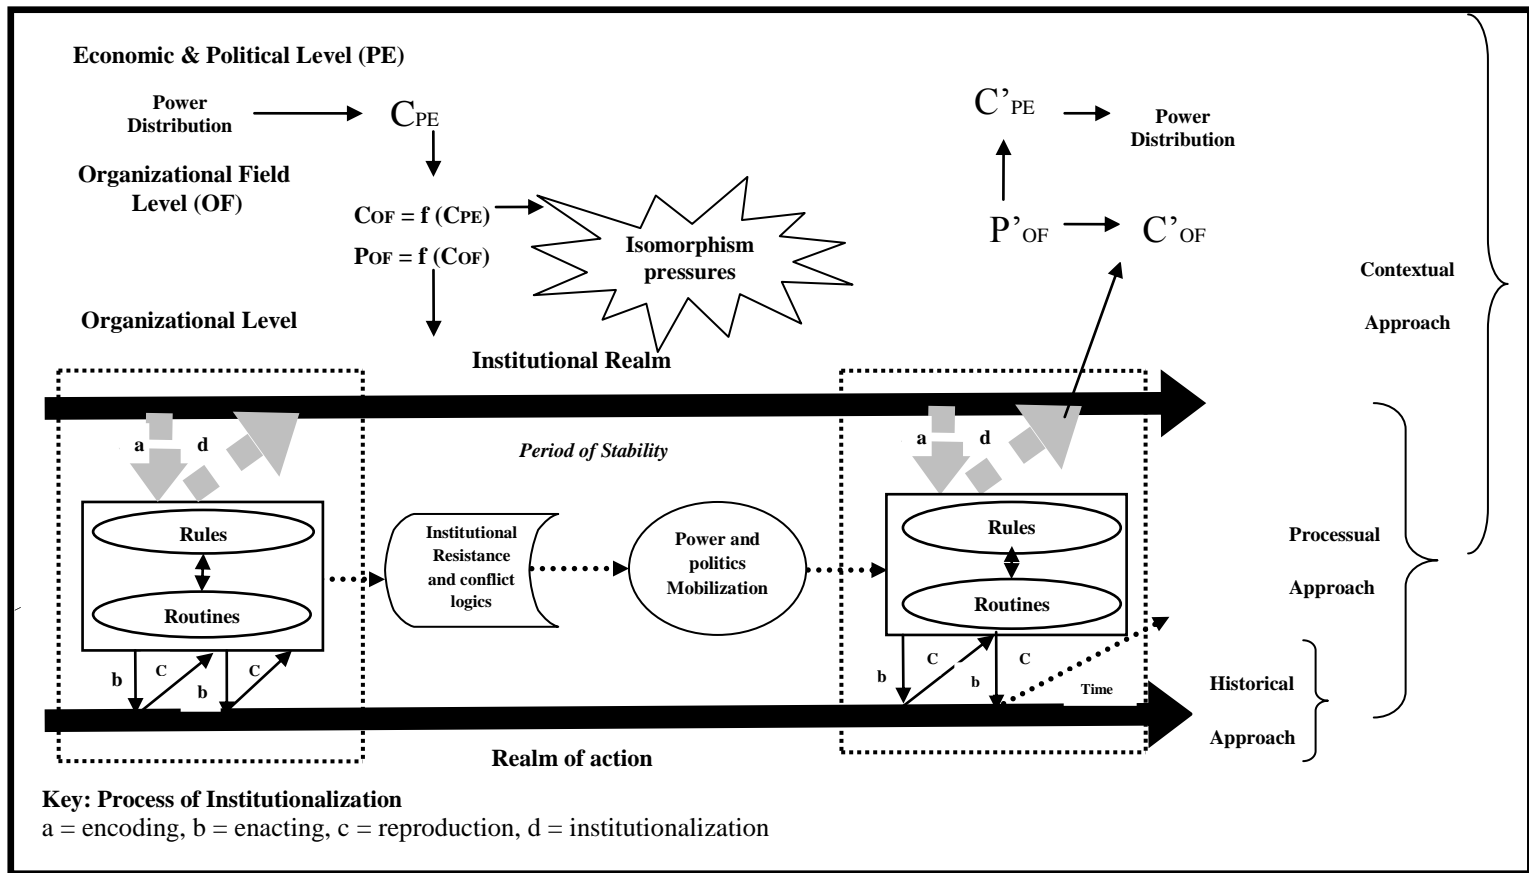 Economic & Political Level (PE)
Power
Distribution
CPE
C’PE
Power
Distribution
Organizational Field
Level (OF)
COF = f (CPE)
POF = f (COF)
Isomorphism
pressures
P’OF
C’OF
Contextual
Approach
Organizational Level
Institutional Realm
a
d
Period of Stability
a
d
Rules
Routines
Institutional
Resistance
and conflict
logics
Power and
politics
Mobilization
Rules
Routines
Processual
Approach
b
C
b
C
b
C
b
C
Time
Historical
Approach
Realm of action
Key: Process of Institutionalization
a = encoding, b = enacting, c = reproduction, d = institutionalization